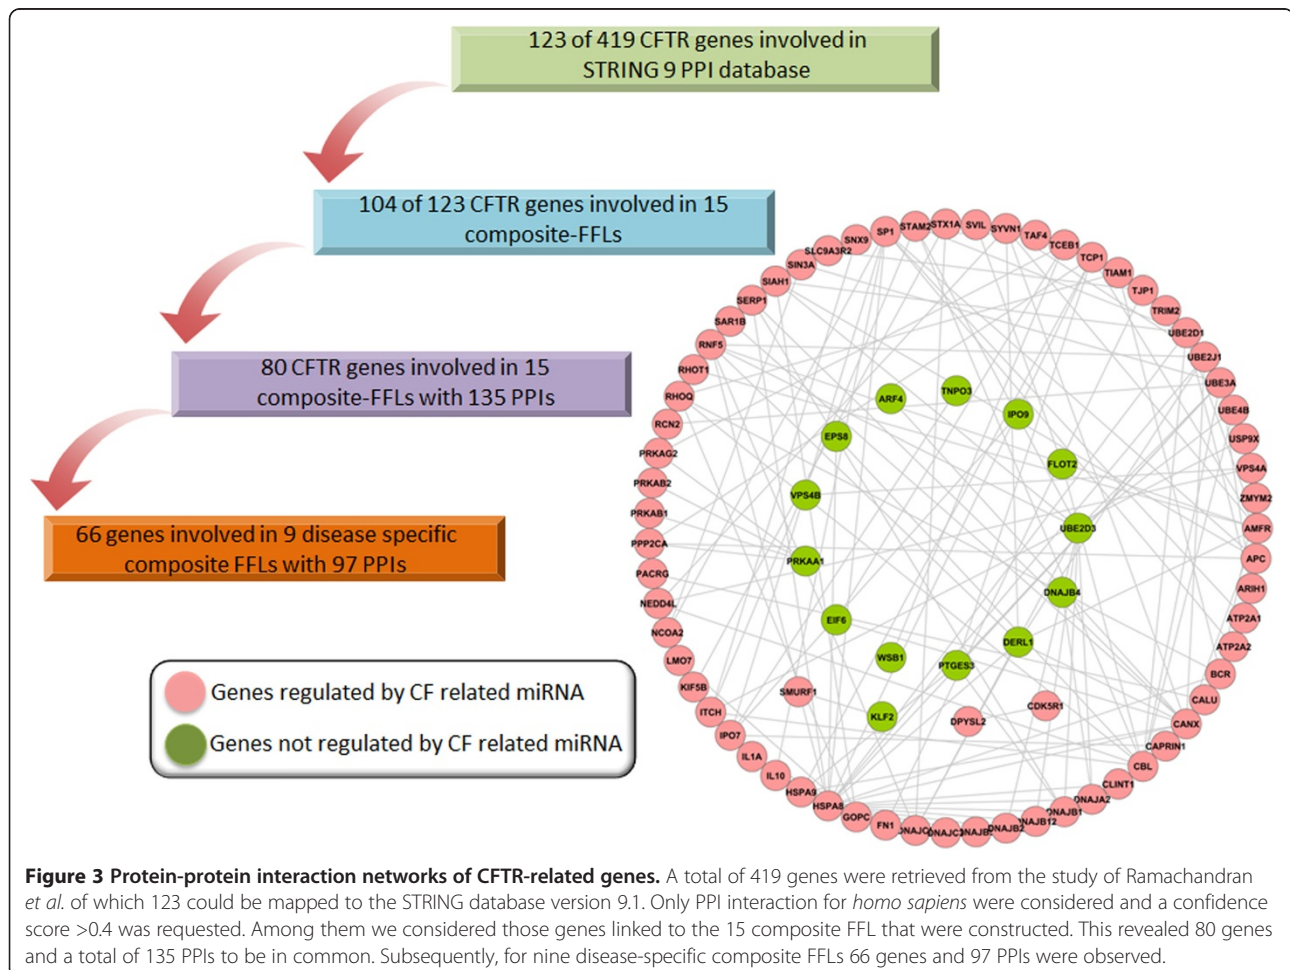 123 of 419 CFTR genes involved in
STRING 9 PPI database
104 of 123 CFTR genes involved in 15
composite-FFLs
80 CFTR genes involved in 15
composite-FFLs with 135 PPIs
66 genes involved in 9 disease specific
composite FFLs with 97 PPIs
Genes regulated by CF related miRNA
Genes not regulated by CF related miRNA
SP1
STAM2
STX1A
SVIL
SYVN1
TAF4
TCEB1
TCP1
TIAM1
TJP1
TRIM2
UBE2D1
UBE2J1
UBE3A
UBE4B
USP9X
VPS4A
ZMYM2
AMFR
APC
ARIH1
ATP2A1
ATP2A2
BCR
CALU
CANX
CAPRIN1
CBL
CLINT1
DNAJA2
DNAJB1
NAJB12
DNAJB2
DNAJB
DNAJC
DNAJC
FN1
GOPC
HSPA8
HSPA9
IL10
IL1A
IPO7
ITCH
KIF5B
LMO7
NCOA2
NEDD4L
PACRG
PPP2CA
PRKAB1
PRKAB2
PRKAG2
RCN2
RHOQ
RHOT1
RNF5
SAR1B
SERP1
SIAH1
SIN3A
SLC9A3R2
SNX9
TNPO3
IPO9
FLOT2
UBE2D3
DNAJB4
DERL1
PTGES3
WSB1
EIF6
PRKAA1
VPS4B
EPS8
ARF4
SMURF1
KLF2
DPYSL2
CDK5R1
Figure 3 Protein-protein interaction networks of CFTR-related genes. A total of 419 genes were retrieved from the study of Ramachandran
et al. of which 123 could be mapped to the STRING database version 9.1. Only PPI interaction for homo sapiens were considered and a confidence
score >0.4 was requested. Among them we considered those genes linked to the 15 composite FFL that were constructed. This revealed 80 genes
and a total of 135 PPIs to be in common. Subsequently, for nine disease-specific composite FFLs 66 genes and 97 PPIs were observed.